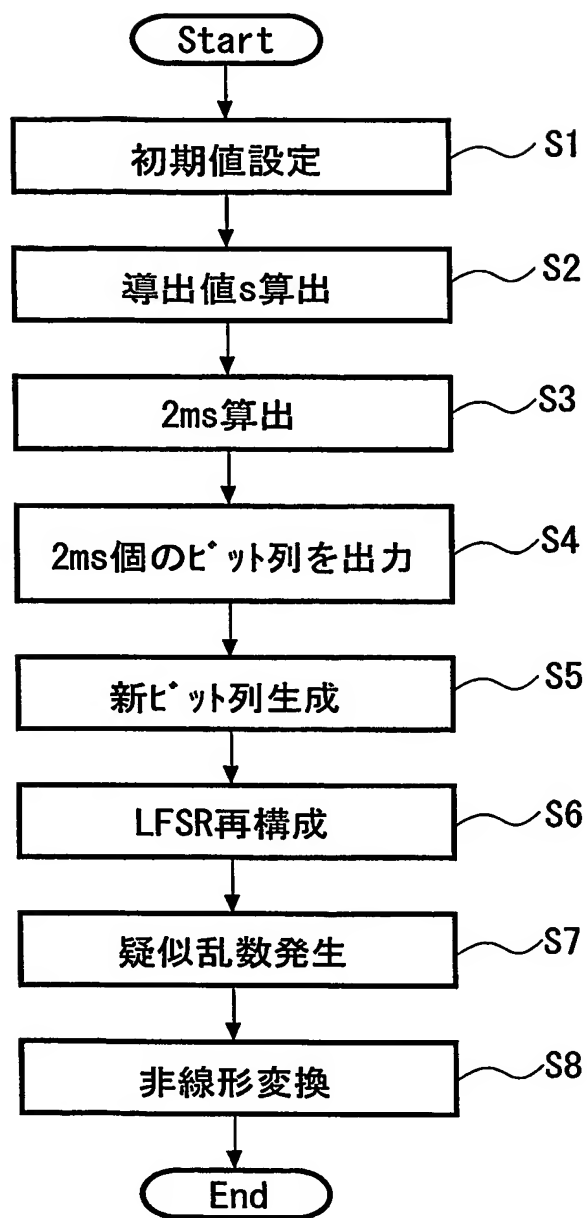 Start
初期値設定
S1
導出値s算出
S2
2ms算出
S3
2ms個のﾋﾞｯﾄ列を出力
S4
新ﾋﾞｯﾄ列生成
S5
LFSR再構成
S6
疑似乱数発生
S7
非線形変換
S8
End